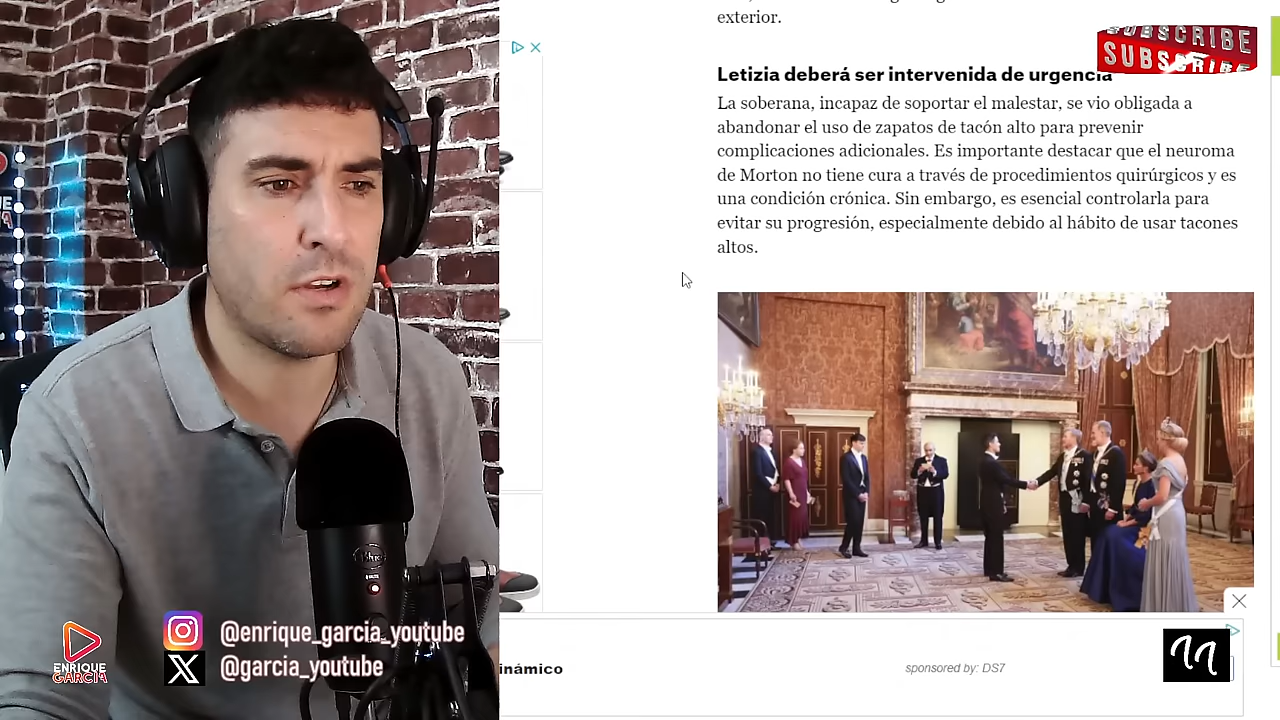 exterior.
SUBSCRIBE
SUBSCRIBE
Letizia deberá ser intervenida de urgencia
La soberana, incapaz de soportar el malestar, se vio obligada a
abandonar el uso de zapatos de tacón alto para prevenir
complicaciones adicionales. Es importante destacar que el neuroma
de Morton no tiene cura a través de procedimientos quirúrgicos y es
una condición crónica. Sin embargo, es esencial controlarla para
evitar su progresión, especialmente debido al hábito de usar tacones
altos.
@enrique_garcia_youtube
@garcia_youtube
ENRIQUE
GARCIA
inámico
sponsored by: DS7